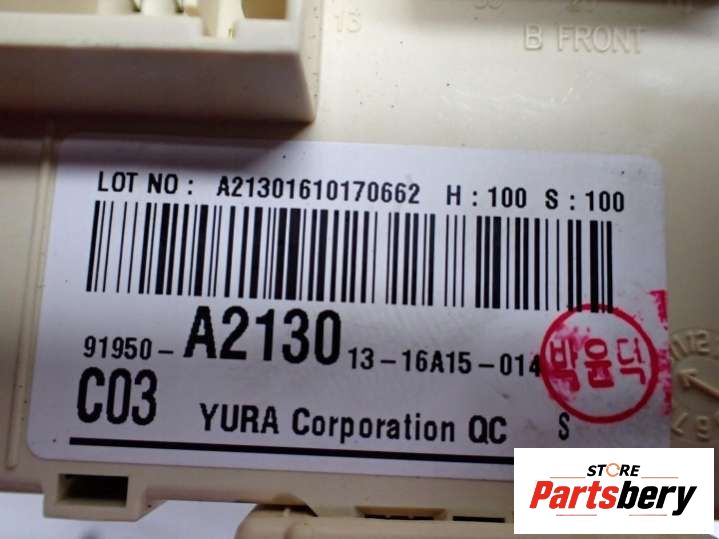 13
B FRONT
LOT NO : A21301610170662 H : 100 S : 100
91950-A2130 13-16A15-014
박윤덕
C03 YURA Corporation QC S
STORE
Partsbery